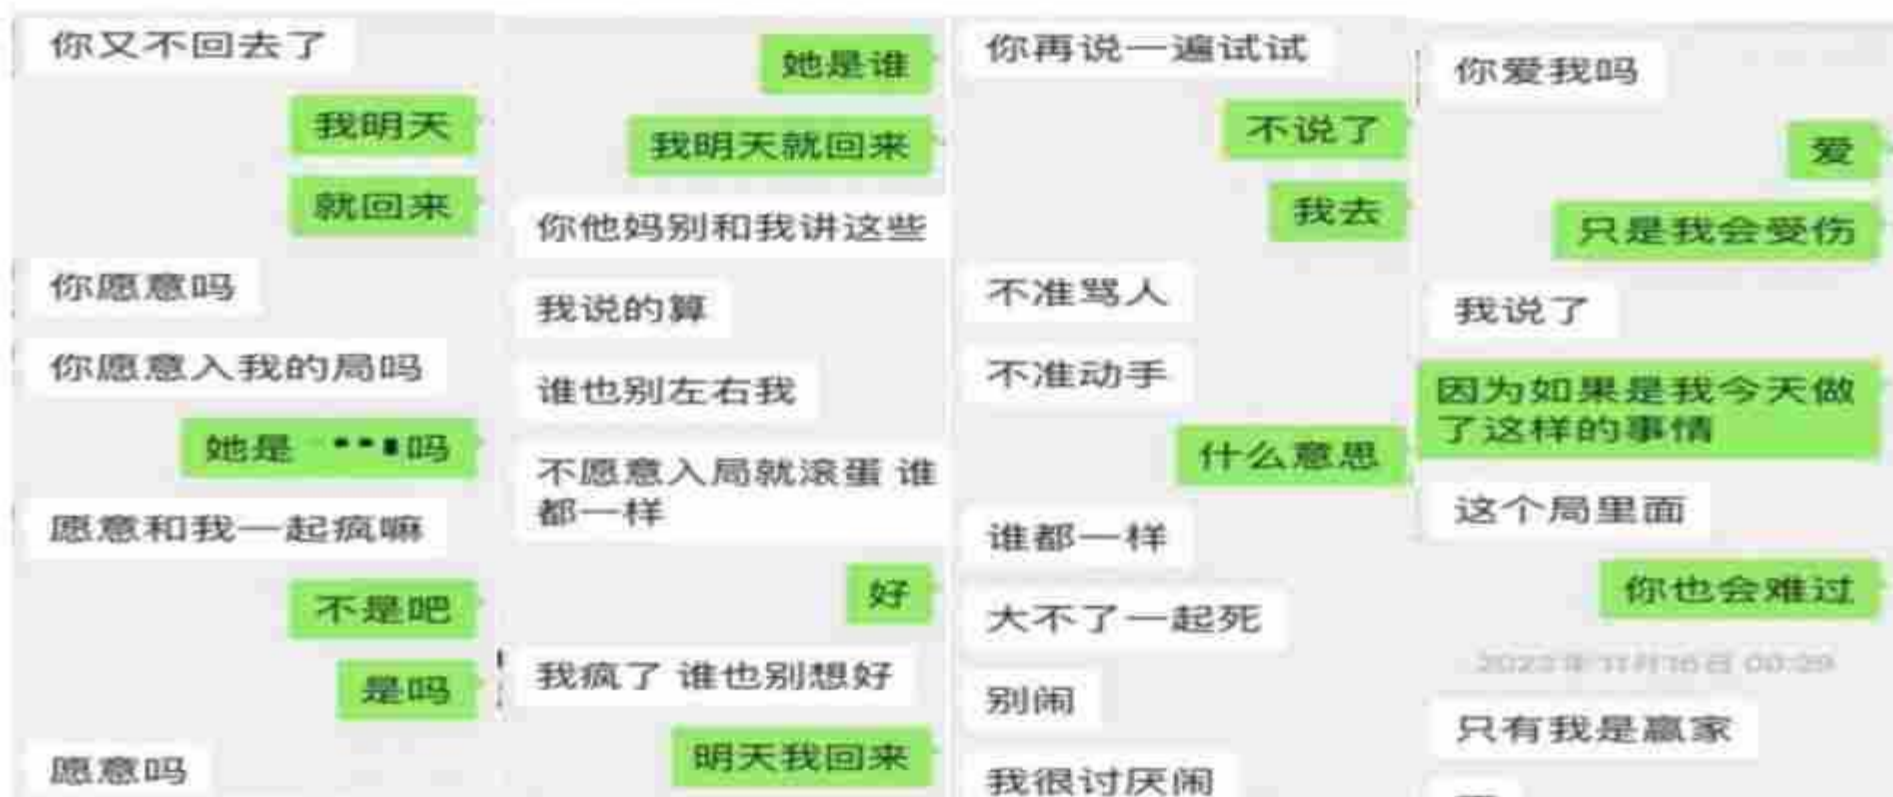 你又不回去了
我明天
就回来
你愿意吗
你愿意入我的局吗
她是 吗
愿意和我一起疯嘛
不是吧
是吗
愿意吗
她是谁
我明天就回来
你他妈别和我讲这些
我说的算
谁也别左右我
不愿意入局就滚蛋 谁
都一样
好
我疯了 谁也别想好
明天我回来
你再说一遍试试
不说了
我去
不准骂人
不准动手
什么意思
谁都一样
大不了一起死
别闹
我很讨厌闹
你爱我吗
爱
只是我会受伤
我说了
因为如果是我今天做
了这样的事情
这个局里面
你也会难过
只有我是赢家